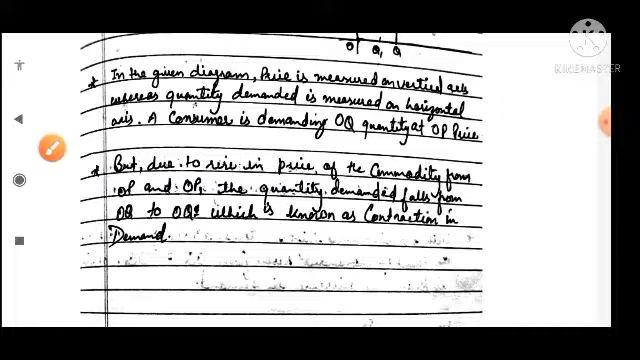 O Q₁ Q
KINEMASTER
* In the given diagram, Price is measured on vertical axis
whereas quantity demanded is measured on horizontal
axis. A Consumer is demanding OQ quantity at OP Price
* But, due to rise in price of the Commodity from
OP and OP₁ the quantity demanded falls from
OQ to OQ² which is known as Contraction in
Demand.